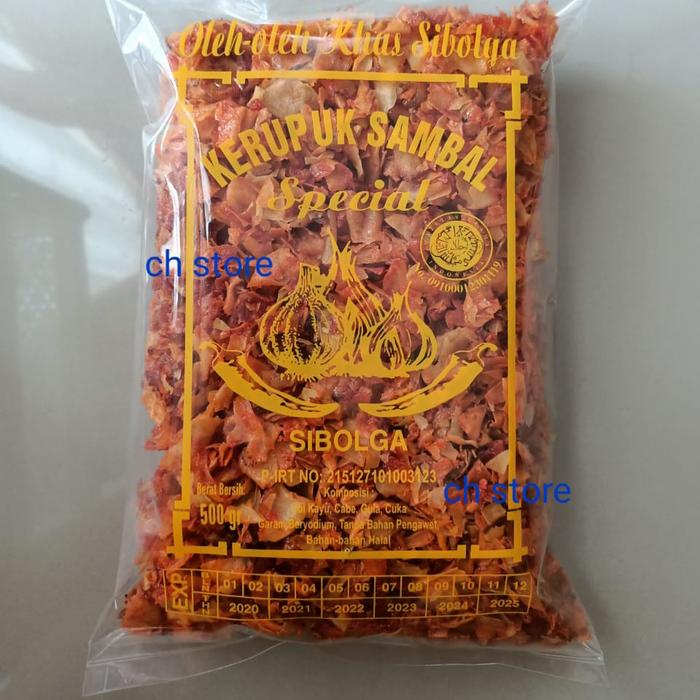 Oleh-oleh Khas Sibolga
KERUPUK SAMBAL
Special
ch store
SIBOLGA
P-IRT NO: 215127101003123
ch store
Berat Bersih:
500 gr
Komposisi :
Ubi Kayu, Cabe, Gula, Cuka
Garam Beryodium, Tanpa Bahan Pengawet,
Bahan-bahan Halal
EXP
01 02 03 04 05 06 07 08 09 10 11 12
2020 2021 2022 2023 2024 2025